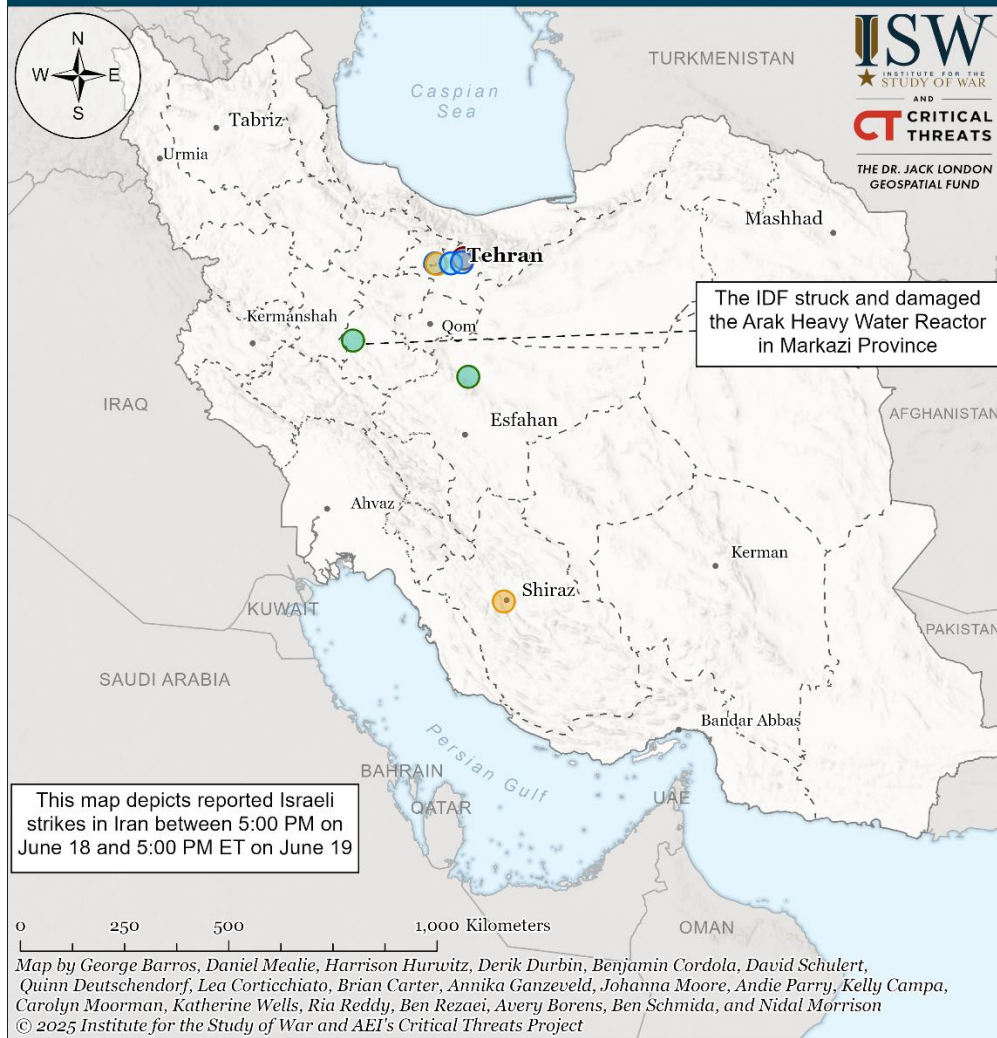 N
W E
S
TURKMENISTAN
ISW
INSTITUTE FOR THE
STUDY OF WAR
AND
CT CRITICAL
THREATS
THE DR. JACK LONDON
GEOSPATIAL FUND
Caspian
Sea
Tabriz
Urmia
Mashhad
Tehran
The IDF struck and damaged
the Arak Heavy Water Reactor
in Markazi Province
Kermanshah
Qom
IRAQ
AFGHANISTAN
Esfahan
Ahvaz
Kerman
Shiraz
KUWAIT
PAKISTAN
SAUDI ARABIA
Bandar Abbas
Persian Gulf
BAHRAIN
QATAR
UAE
This map depicts reported Israeli
strikes in Iran between 5:00 PM on
June 18 and 5:00 PM ET on June 19
OMAN
0 250 500 1,000 Kilometers
Map by George Barros, Daniel Mealie, Harrison Hurwitz, Derik Durbin, Benjamin Cordola, David Schulert,
Quinn Deutschendorf, Lea Corticchiato, Brian Carter, Annika Ganzeveld, Johanna Moore, Andie Parry, Kelly Campa,
Carolyn Moorman, Katherine Wells, Ria Reddy, Ben Rezaei, Avery Borens, Ben Schmida, and Nidal Morrison
© 2025 Institute for the Study of War and AEI's Critical Threats Project